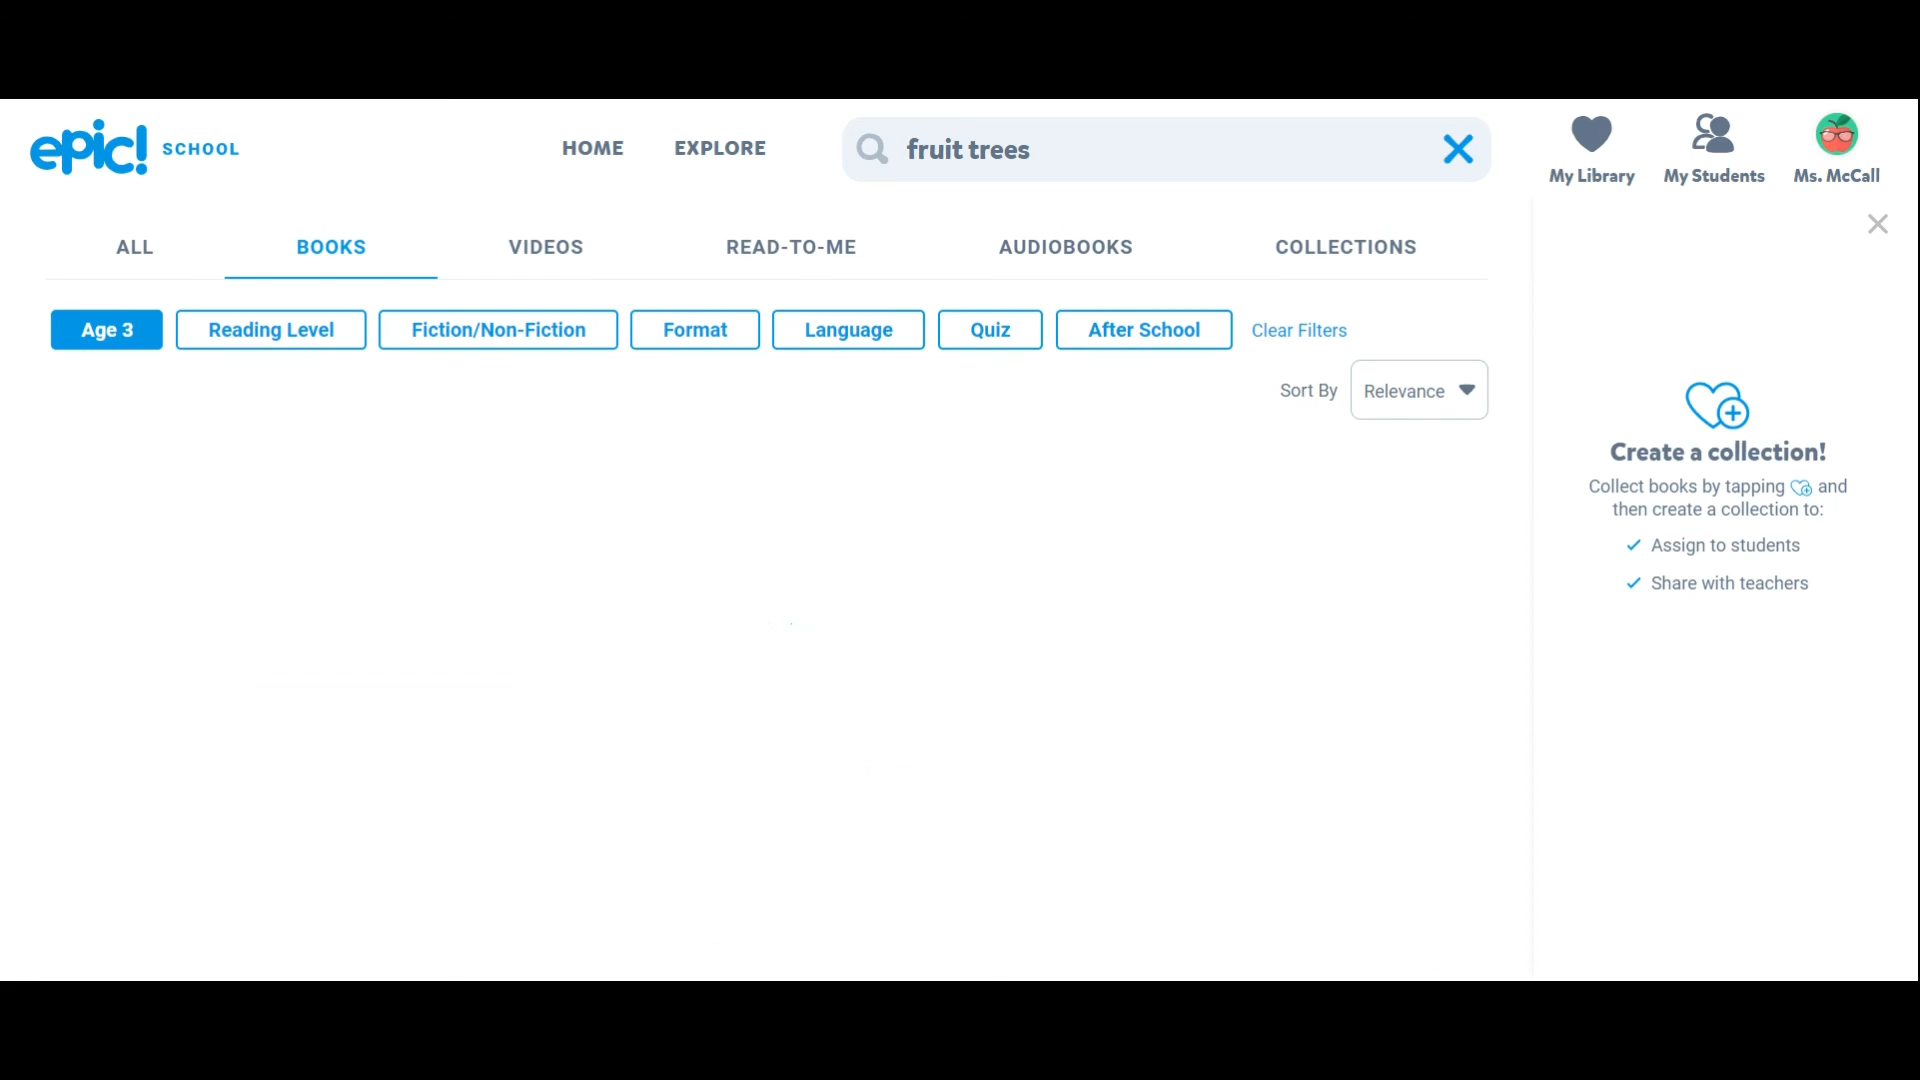 epic! SCHOOL
HOME EXPLORE
fruit trees
My Library My Students Ms. McCall
ALL BOOKS VIDEOS READ-TO-ME AUDIOBOOKS COLLECTIONS
Age 3 Reading Level Fiction/Non-Fiction Format Language Quiz After School Clear Filters
Sort By Relevance
Create a collection!
Collect books by tapping and
then create a collection to:
Assign to students
Share with teachers